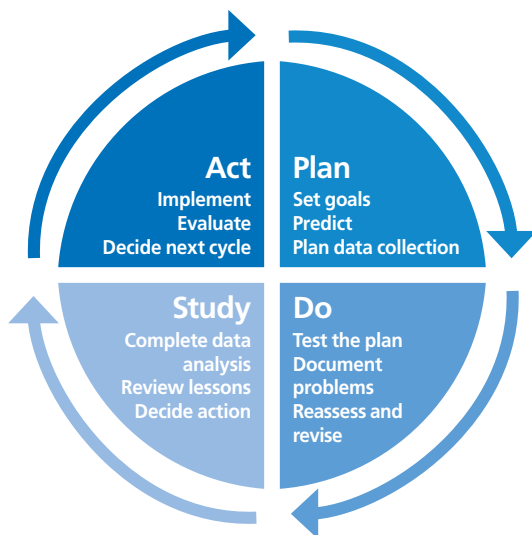 Act
Implement
Evaluate
Decide next cycle
Plan
Set goals
Predict
Plan data collection
Study
Complete data
analysis
Review lessons
Decide action
Do
Test the plan
Document
problems
Reassess and
revise